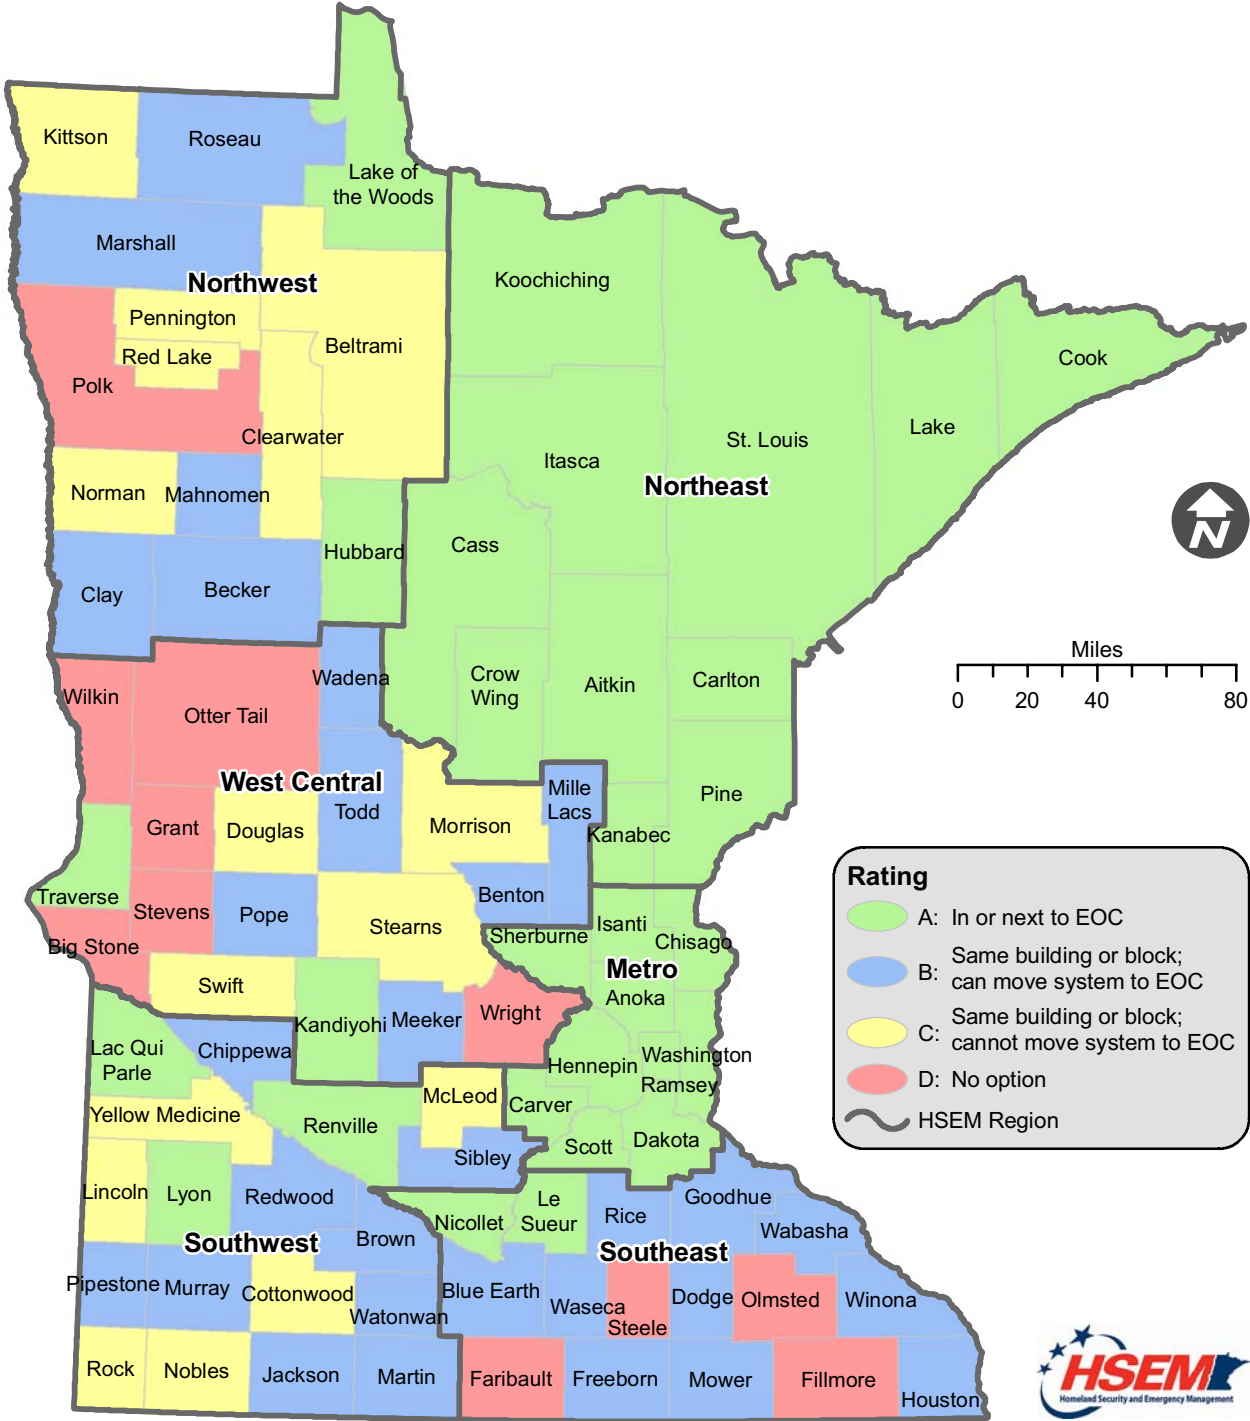 Kittson
Roseau
Lake of
the Woods
Marshall
Northwest
Koochiching
Pennington
Beltrami
Red Lake
Cook
Polk
Clearwater
Lake
St. Louis
Itasca
Northeast
Norman
Mahnomen
N
Cass
Hubbard
Becker
Clay
Miles
0 20 40 80
Wadena
Crow
Wing
Aitkin
Carlton
Wilkin
Otter Tail
West Central
Mille
Lacs
Pine
Todd
Grant
Douglas
Morrison
Kanabec
Traverse
Stevens
Pope
Benton
Stearns
Isanti
Sherburne
Chisago
Big Stone
Metro
Swift
Anoka
Wright
Kandiyohi
Meeker
Lac Qui
Parle
Chippewa
Washington
Hennepin
Ramsey
McLeod
Carver
Yellow Medicine
Renville
Dakota
Scott
Sibley
Lincoln
Lyon
Redwood
Le
Sueur
Goodhue
Nicollet
Rice
Wabasha
Southwest
Brown
Southeast
Pipestone
Murray
Cottonwood
Blue Earth
Dodge
Olmsted
Winona
Waseca
Watonwan
Steele
Rock
Nobles
Jackson
Martin
Faribault
Freeborn
Mower
Fillmore
Houston
Rating
A: In or next to EOC
B: Same building or block;
can move system to EOC
C: Same building or block;
cannot move system to EOC
D: No option
HSEM Region
HSEM
Homeland Security and Emergency Management